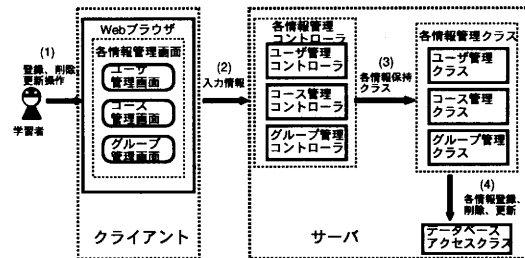 (1)
登録、削除
更新操作
学習者
Webブラウザ
各情報管理画面
ユーザ
管理画面
コース
管理画面
グループ
管理画面
クライアント
(2)
入力情報
各情報管理
コントローラ
ユーザ管理
コントローラ
コース管理
コントローラ
グループ管理
コントローラ
(3)
各情報保持
クラス
各情報管理クラス
ユーザ管理
クラス
コース管理
クラス
グループ管理
クラス
(4)
各情報登録、
削除、更新
データベース
アクセスクラス
サーバ